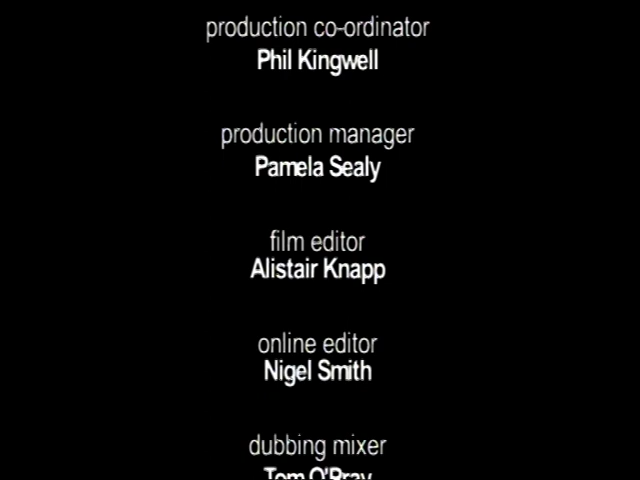 production co-ordinator
Phil Kingwell
production manager
Pamela Sealy
film editor
Alistair Knapp
online editor
Nigel Smith
dubbing mixer
Tom